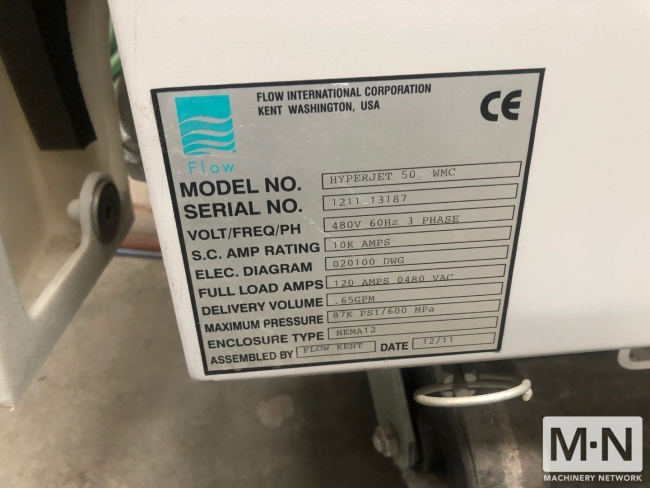 FLOW INTERNATIONAL CORPORATION
KENT WASHINGTON, USA
CE
Flow
MODEL NO. HYPERJET 50 WMC
SERIAL NO. 1211 13187
VOLT/FREQ/PH 480V 60Hz 3 PHASE
S.C. AMP RATING 10K AMPS
ELEC. DIAGRAM 020100 DWG
FULL LOAD AMPS 120 AMPS 0480 VAC
DELIVERY VOLUME .65GPM
MAXIMUM PRESSURE 87K PSI/600 MPa
ENCLOSURE TYPE NEMA12
ASSEMBLED BY FLOW KENT DATE 12/11
M·N
MACHINERY NETWORK